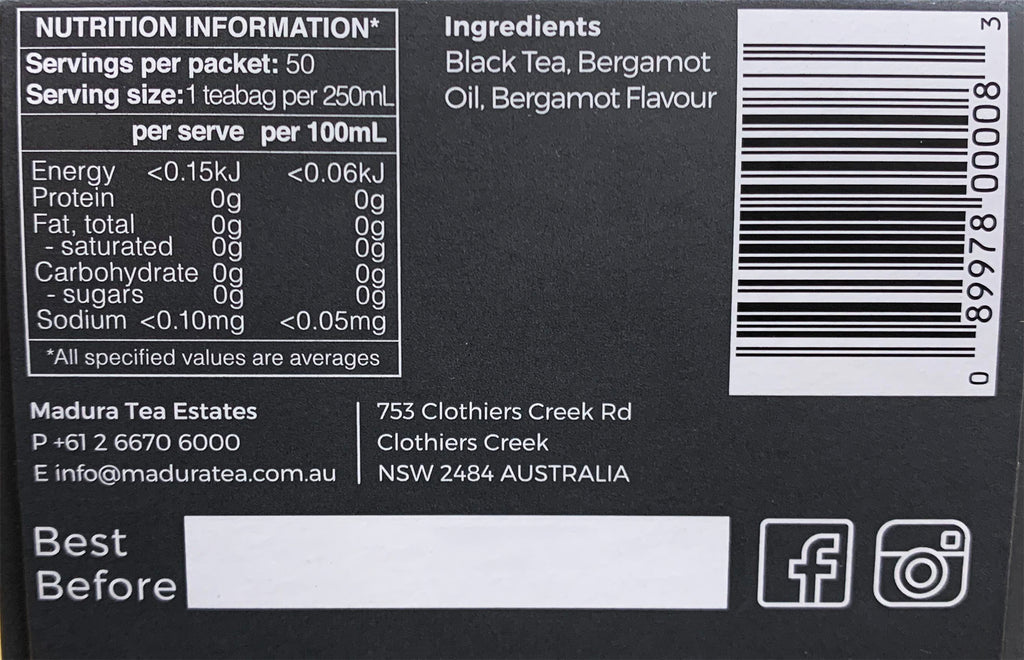 NUTRITION INFORMATION*
Servings per packet: 50
Serving size:1 teabag per 250mL
per serve per 100mL
Energy <0.15kJ <0.06kJ
Protein 0g 0g
Fat, total 0g 0g
- saturated 0g 0g
Carbohydrate 0g 0g
- sugars 0g 0g
Sodium <0.10mg <0.05mg
*All specified values are averages
Ingredients
Black Tea, Bergamot
Oil, Bergamot Flavour
0 89978 00008 3
Madura Tea Estates
P +61 2 6670 6000
E info@maduratea.com.au
753 Clothiers Creek Rd
Clothiers Creek
NSW 2484 AUSTRALIA
Best
Before